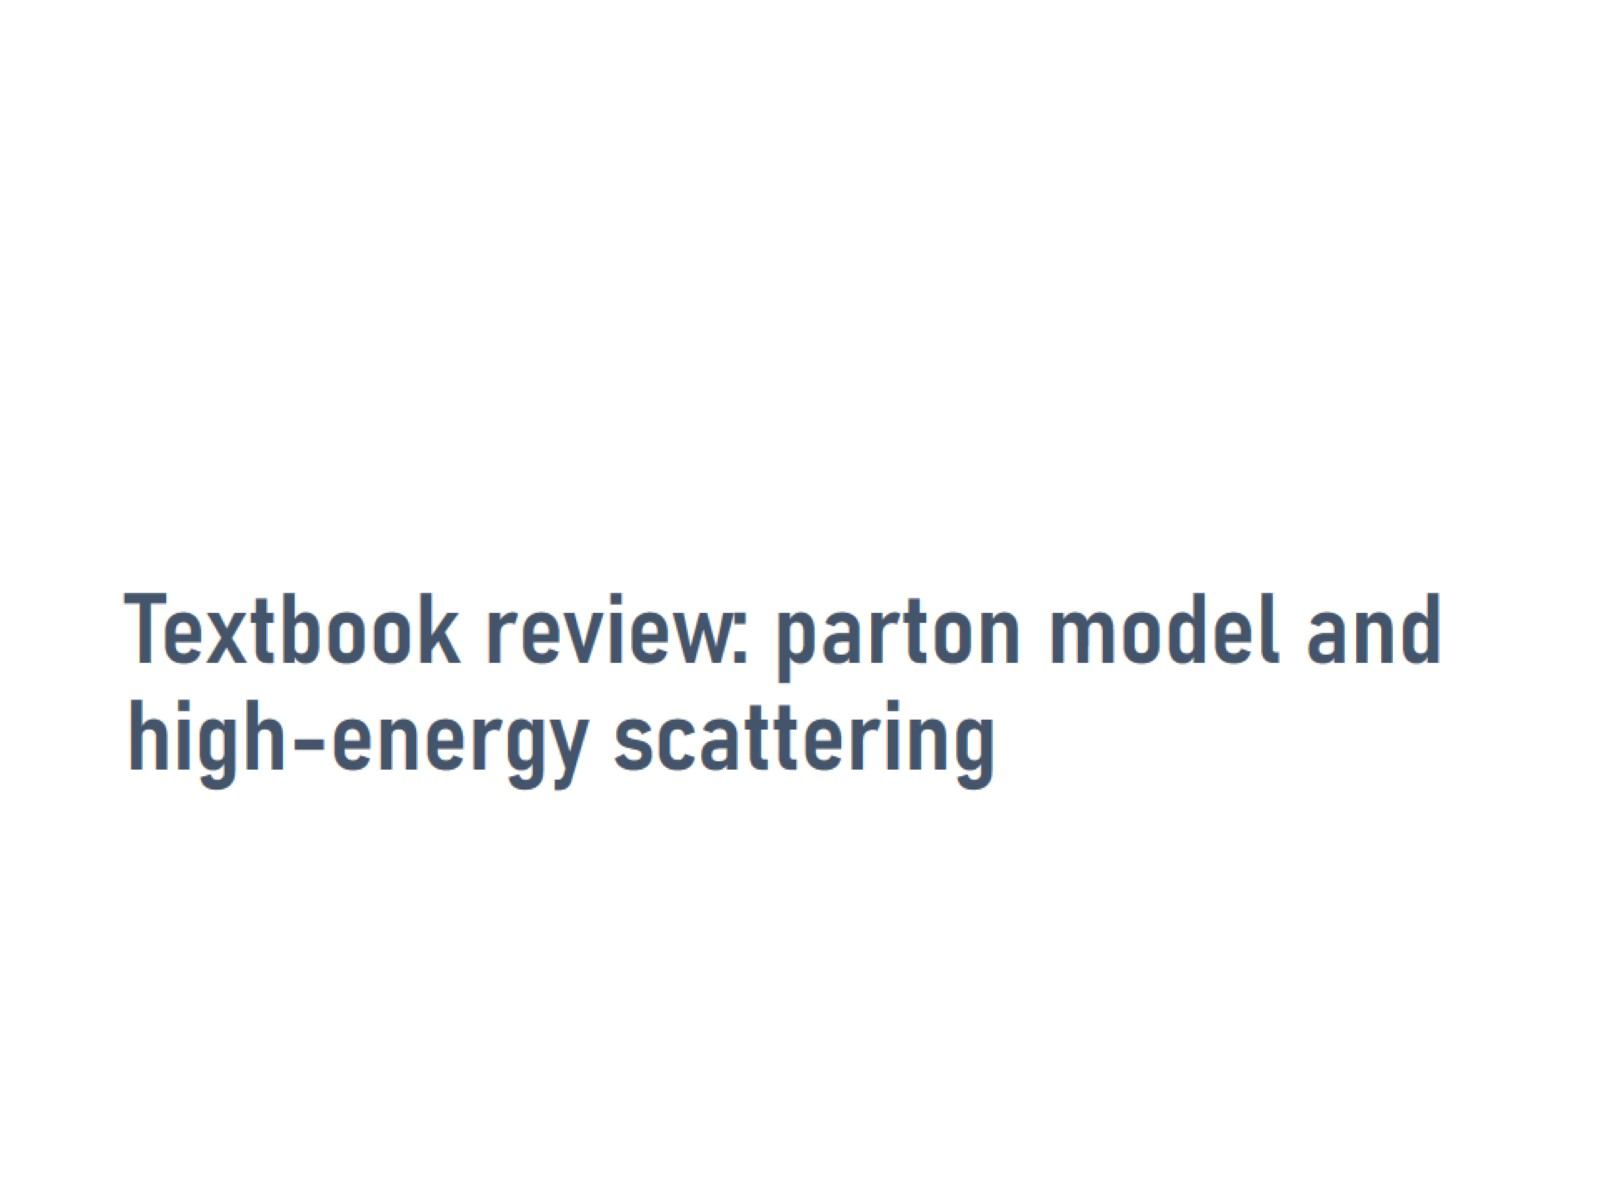 Textbook review: parton model and
high-energy scattering